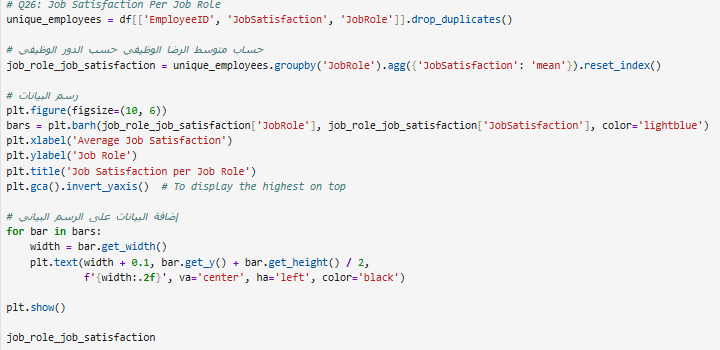 # Q26: Job Satisfaction Per Job Role
unique_employees = df[['EmployeeID', 'JobSatisfaction', 'JobRole']].drop_duplicates()
# حساب متوسط الرضا الوظيفي حسب الدور الوظيفي
job_role_job_satisfaction = unique_employees.groupby('JobRole').agg({'JobSatisfaction': 'mean'}).reset_index()
# رسم البيانات
plt.figure(figsize=(10, 6))
bars = plt.barh(job_role_job_satisfaction['JobRole'], job_role_job_satisfaction['JobSatisfaction'], color='lightblue')
plt.xlabel('Average Job Satisfaction')
plt.ylabel('Job Role')
plt.title('Job Satisfaction per Job Role')
plt.gca().invert_yaxis()  # To display the highest on top
# إضافة البيانات على الرسم البياني
for bar in bars:
    width = bar.get_width()
    plt.text(width + 0.1, bar.get_y() + bar.get_height() / 2,
             f'{width:.2f}', va='center', ha='left', color='black')
plt.show()
job_role_job_satisfaction